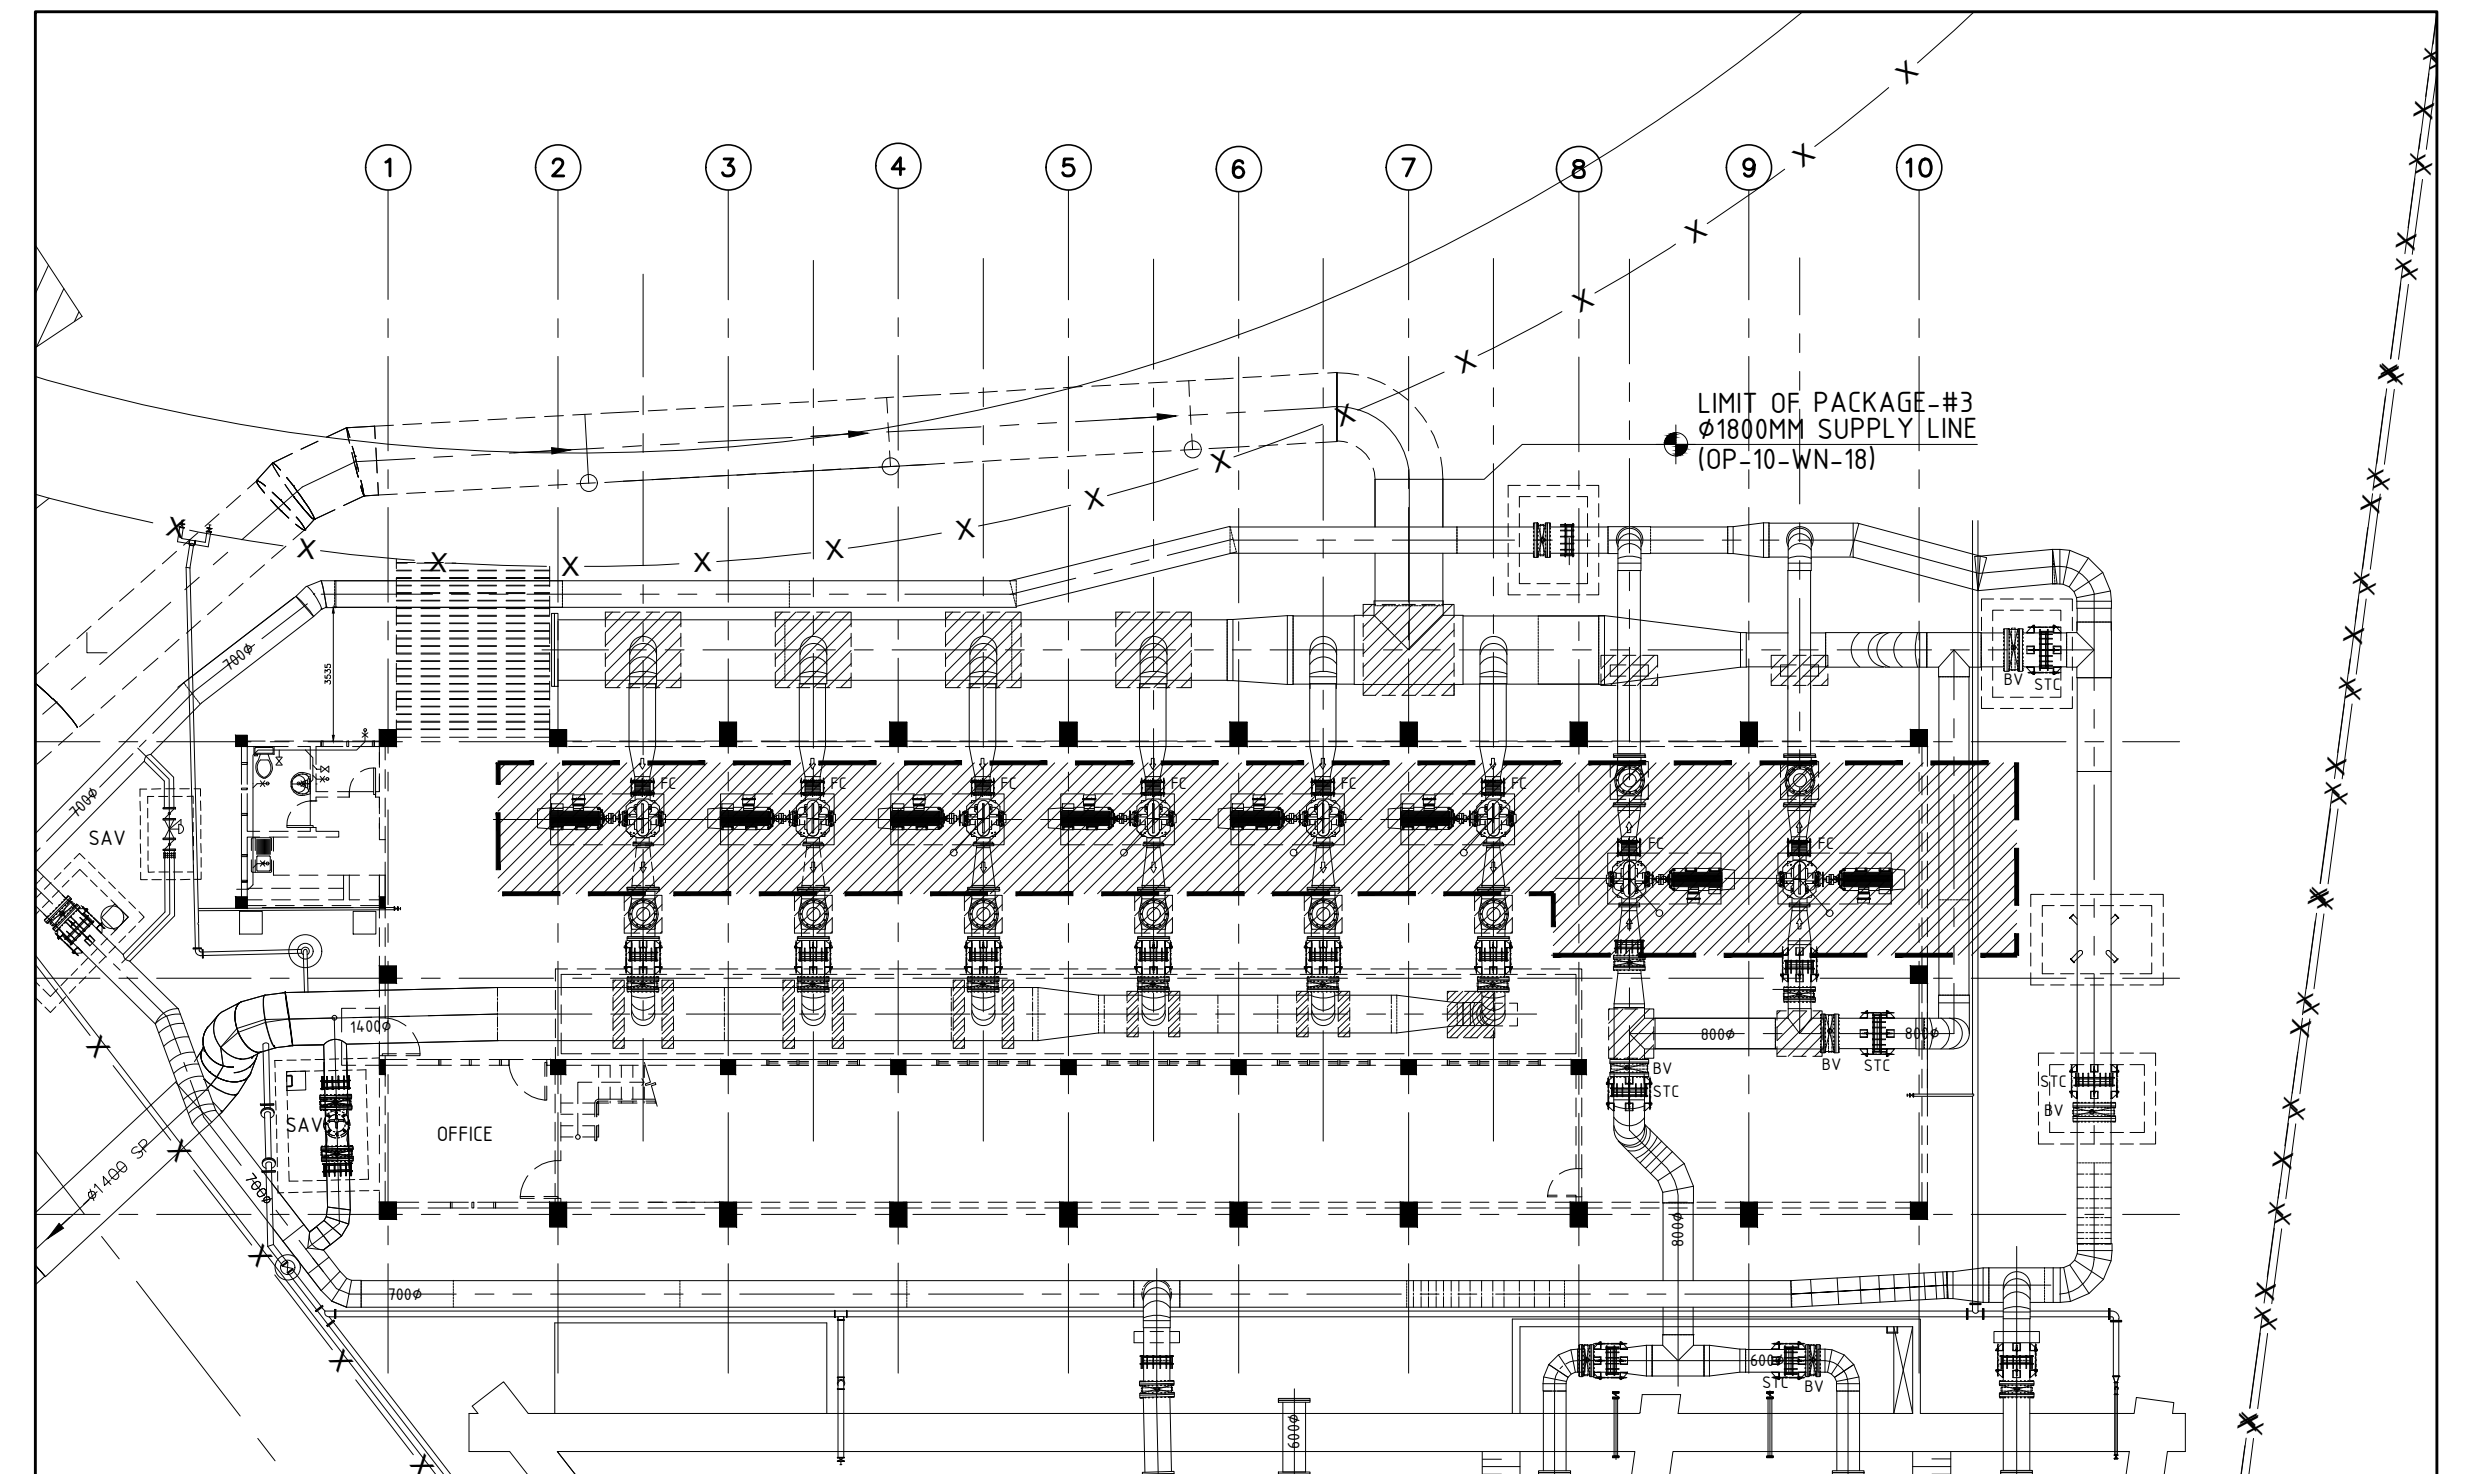 1
2
3
4
5
6
7
8
9
10
LIMIT OF PACKAGE-#3
Ø1800MM SUPPLY LINE
(OP-10-WN-18)
700Ø
3535
BV
STC
700Ø
SAV
FC
FC
FC
FC
FC
FC
FC
FC
1400Ø
800Ø
800Ø
BV
STC
BV
STC
STC
BV
SAV
OFFICE
Ø1400 SP
700Ø
800Ø
700Ø
600Ø
STC
BV
600Ø